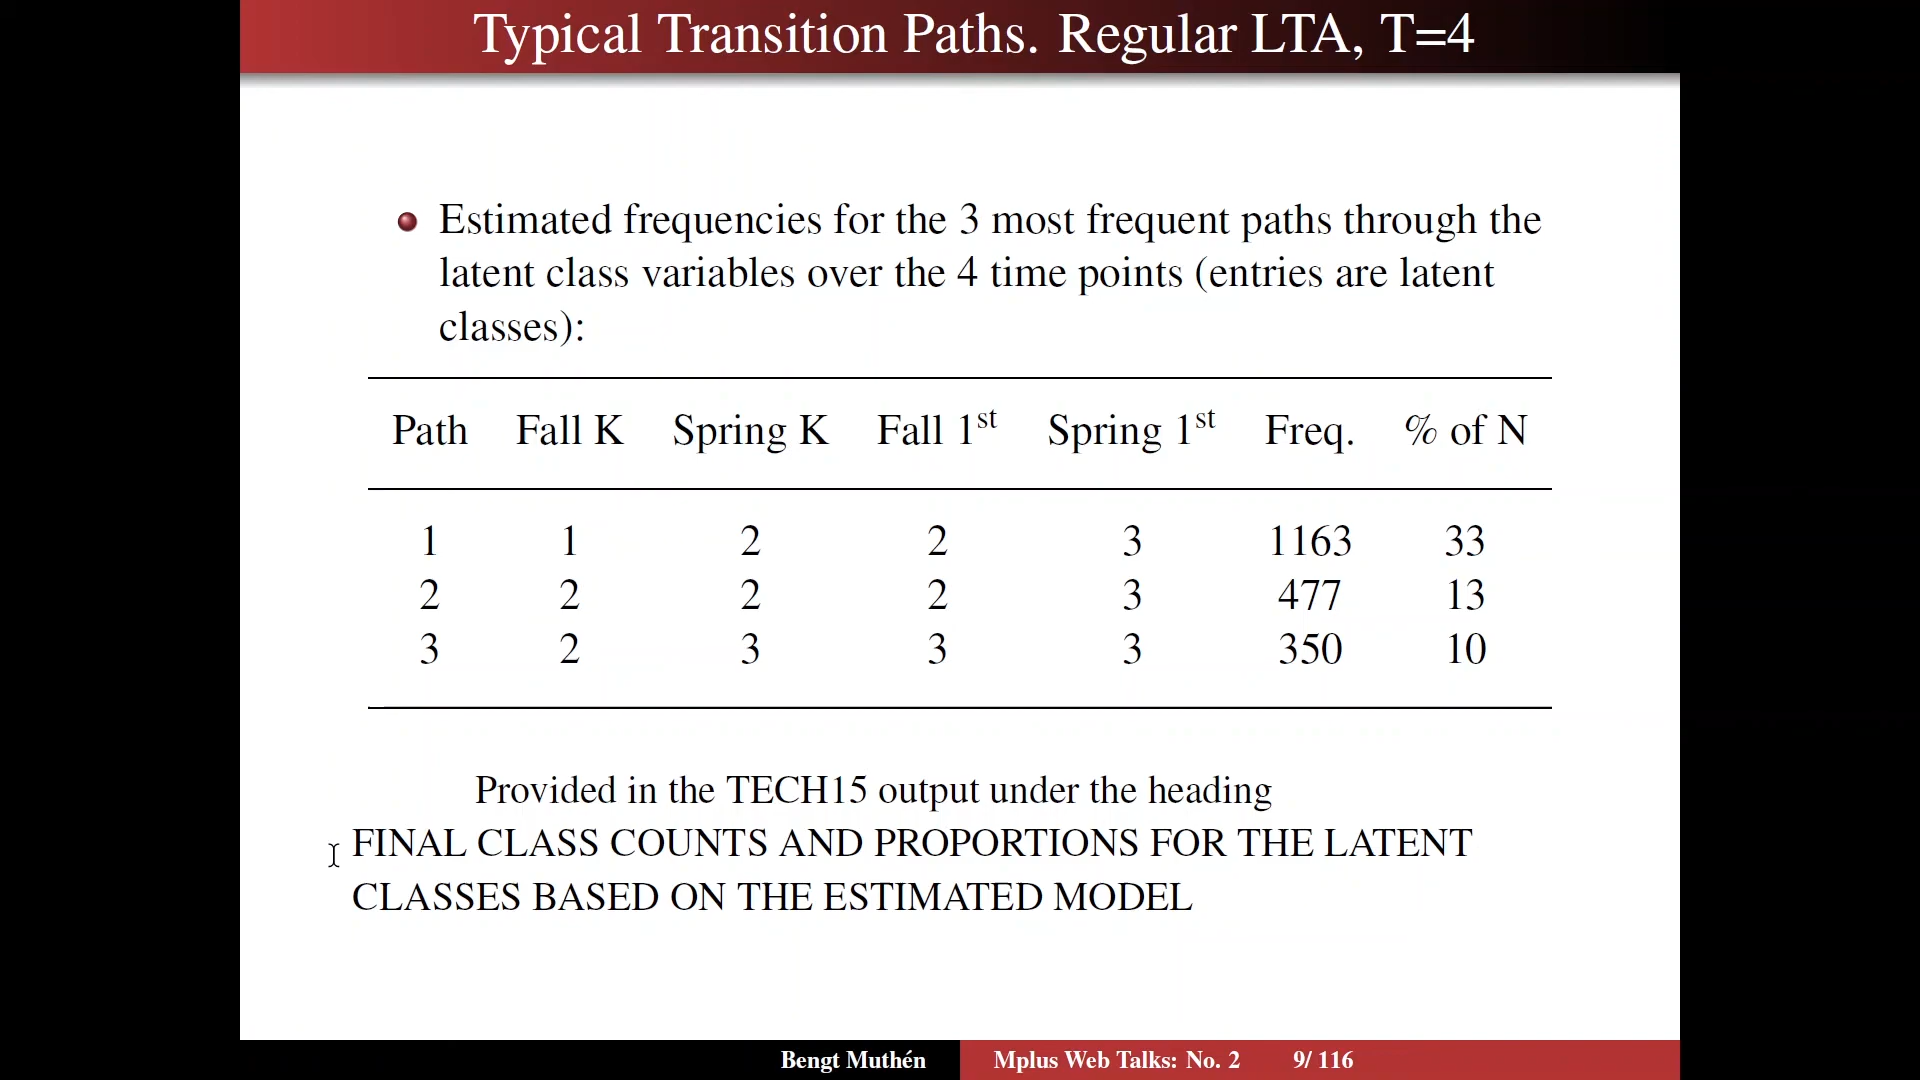 Typical Transition Paths. Regular LTA, T=4
Estimated frequencies for the 3 most frequent paths through the
latent class variables over the 4 time points (entries are latent
classes):
Path Fall K Spring K Fall 1st Spring 1st Freq. % of N
1 1 2 2 3 1163 33
2 2 2 2 3 477 13
3 2 3 3 3 350 10
Provided in the TECH15 output under the heading
FINAL CLASS COUNTS AND PROPORTIONS FOR THE LATENT
CLASSES BASED ON THE ESTIMATED MODEL
Bengt Muthén Mplus Web Talks: No. 2 9/ 116